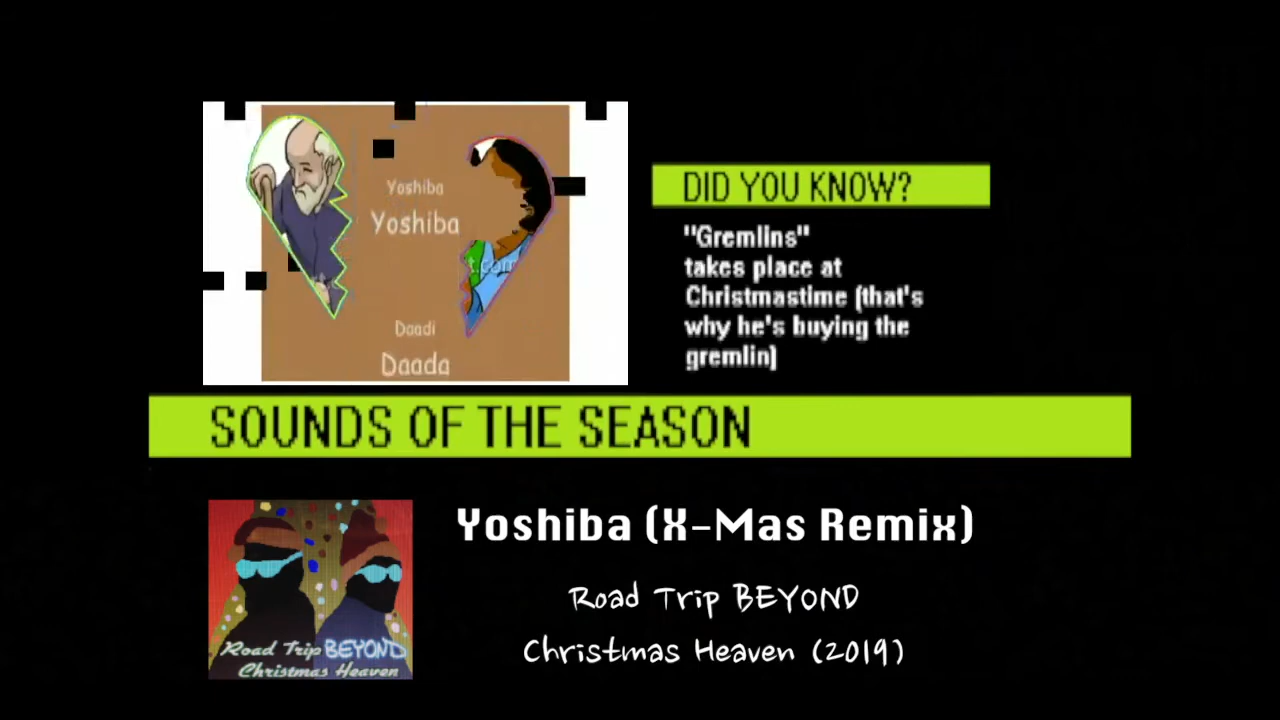 Yoshiba
Yoshiba
t.com
Daadi
Daada
DID YOU KNOW?
"Gremlins"
takes place at
Christmastime (that's
why he's buying the
gremlin)
SOUNDS OF THE SEASON
Yoshiba (X-Mas Remix)
Road Trip BEYOND
Christmas Heaven (2019)
Road Trip BEYOND
Christmas Heaven